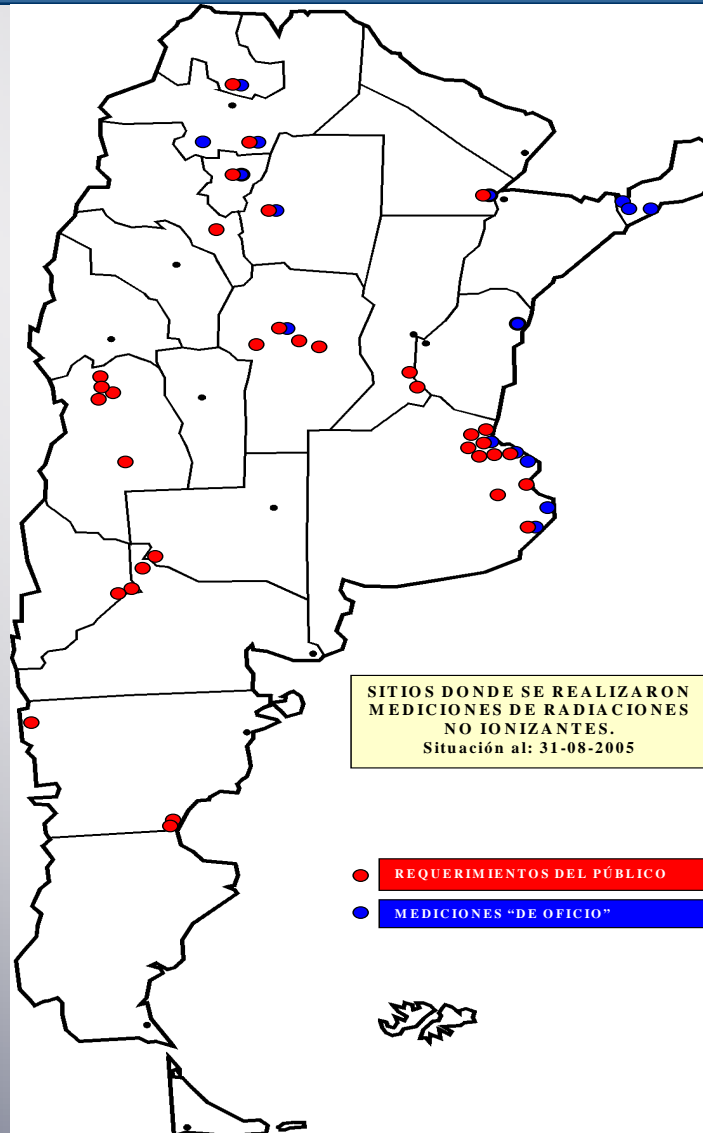 SITIOS DONDE SE REALIZARON
MEDICIONES DE RADIACIONES
NO IONIZANTES.
Situación al: 31-08-2005
REQUERIMIENTOS DEL PÚBLICO
MEDICIONES “DE OFICIO”